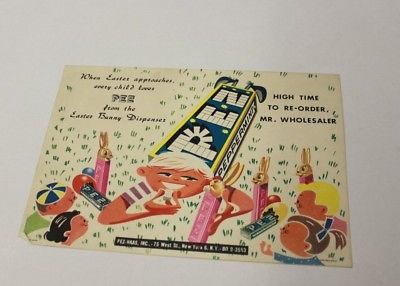 When Easter approaches,
every child loves
PEZ
from the
Easter Bunny Dispenser
PEZ
PEPPERMINT
HIGH TIME
TO RE-ORDER,
MR. WHOLESALER
PEZ
PEZ-HAAS, INC., - 75 West St., New York 6, N.Y. -